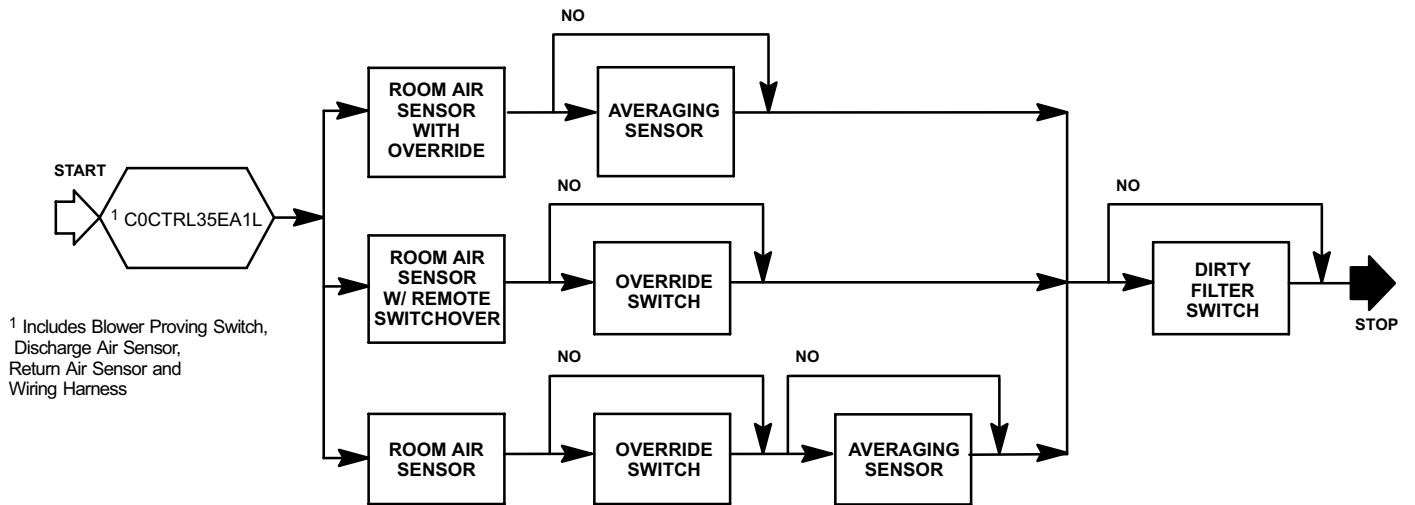 NO
ROOM AIR
SENSOR
WITH
OVERRIDE
AVERAGING
SENSOR
START
1 C0CTRL35EA1L
NO
NO
ROOM AIR
SENSOR
W/ REMOTE
SWITCHOVER
OVERRIDE
SWITCH
DIRTY
FILTER
SWITCH
STOP
1 Includes Blower Proving Switch,
Discharge Air Sensor,
Return Air Sensor and
Wiring Harness
NO
NO
ROOM AIR
SENSOR
OVERRIDE
SWITCH
AVERAGING
SENSOR